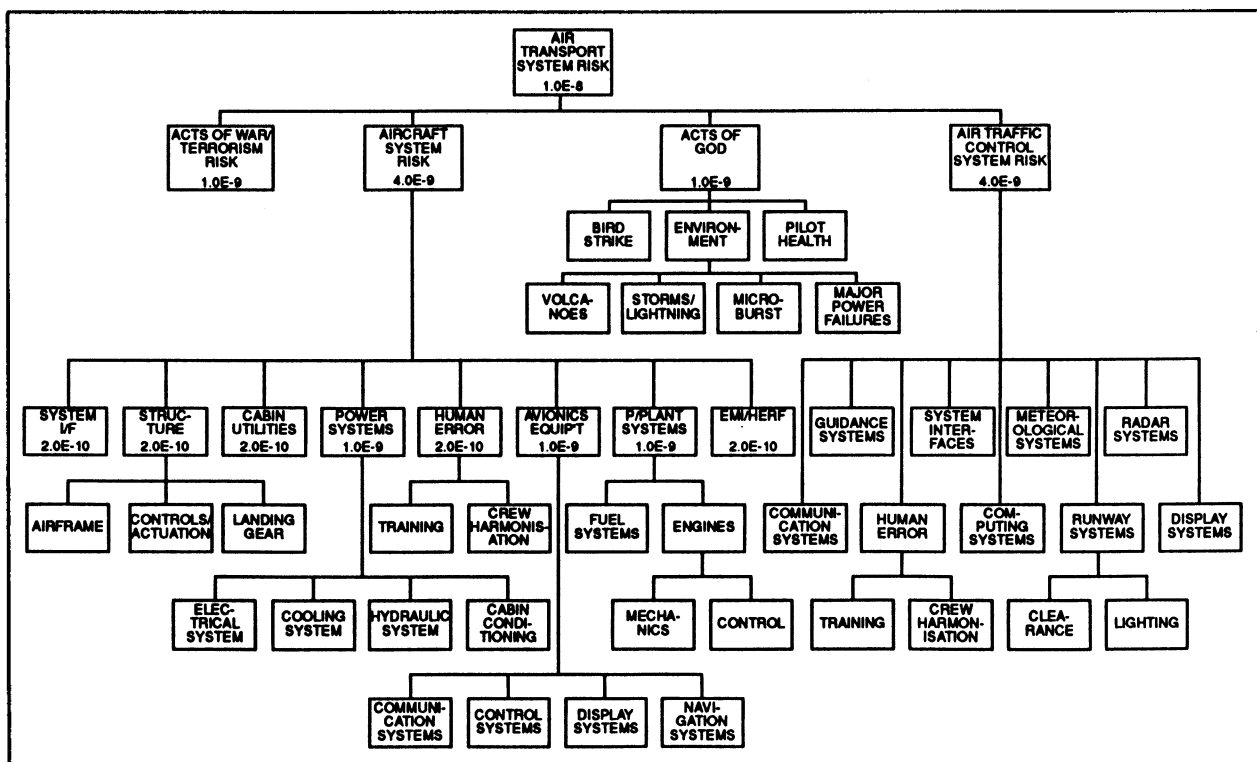 AIR
TRANSPORT
SYSTEM RISK
1.0E-8
ACTS OF WAR/
TERRORISM
RISK
1.0E-9
AIRCRAFT
SYSTEM
RISK
4.0E-9
ACTS OF
GOD
1.0E-9
AIR TRAFFIC
CONTROL
SYSTEM RISK
4.0E-9
BIRD
STRIKE
ENVIRON-
MENT
PILOT
HEALTH
VOLCA-
NOES
STORMS/
LIGHTNING
MICRO-
BURST
MAJOR
POWER
FAILURES
SYSTEM
I/F
2.0E-10
STRUC-
TURE
2.0E-10
CABIN
UTILITIES
2.0E-10
POWER
SYSTEMS
1.0E-9
HUMAN
ERROR
2.0E-10
AVIONICS
EQUIP'T
1.0E-9
P/PLANT
SYSTEMS
1.0E-9
EMI/HERF
2.0E-10
GUIDANCE
SYSTEMS
SYSTEM
INTER-
FACES
METEOR-
OLOGICAL
SYSTEMS
RADAR
SYSTEMS
AIRFRAME
CONTROLS/
ACTUATION
LANDING
GEAR
TRAINING
CREW
HARMONIS-
ATION
FUEL
SYSTEMS
ENGINES
COMMUNI-
CATION
SYSTEMS
HUMAN
ERROR
COM-
PUTING
SYSTEMS
RUNWAY
SYSTEMS
DISPLAY
SYSTEMS
ELEC-
TRICAL
SYSTEM
COOLING
SYSTEM
HYDRAULIC
SYSTEM
CABIN
CONDI-
TIONING
MECHA-
NICS
CONTROL
TRAINING
CREW
HARMON-
ISATION
CLEA-
RANCE
LIGHTING
COMMUNI-
CATION
SYSTEMS
CONTROL
SYSTEMS
DISPLAY
SYSTEMS
NAVI-
GATION
SYSTEMS